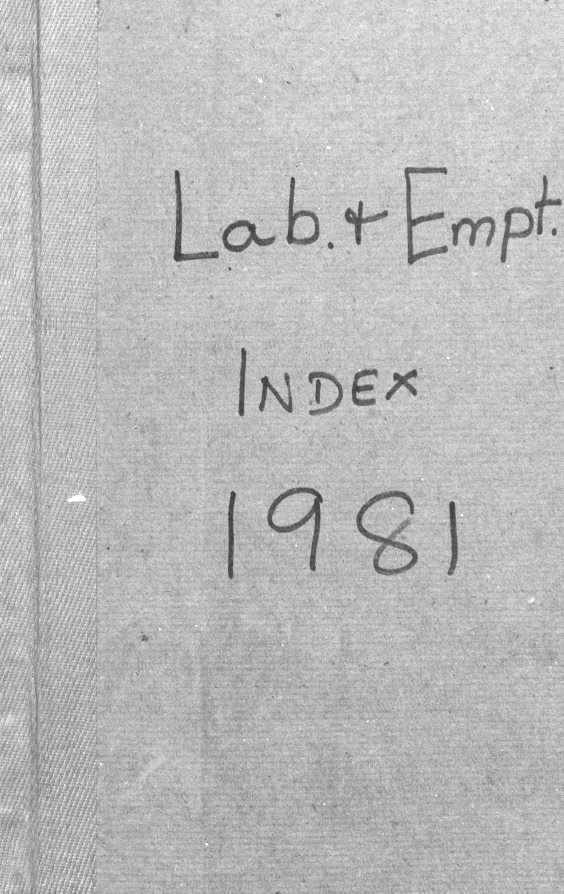 Lab. + Empt.
INDEX
1981